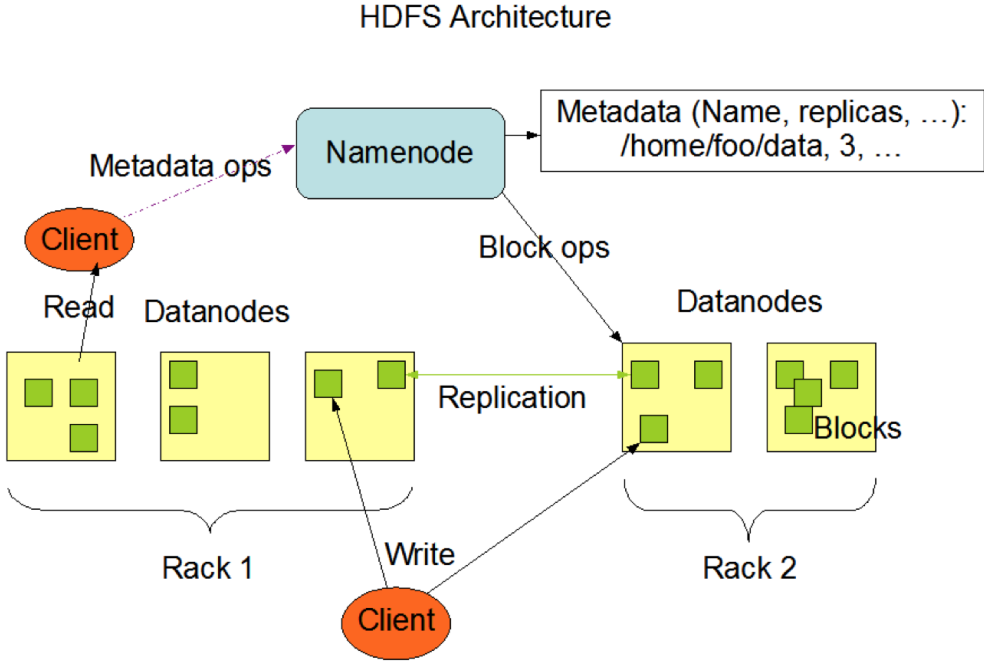 HDFS Architecture
Metadata (Name, replicas, …):
/home/foo/data, 3, …
Namenode
Metadata ops
Client
Block ops
Read
Datanodes
Datanodes
Replication
Blocks
Rack 1
Write
Rack 2
Client